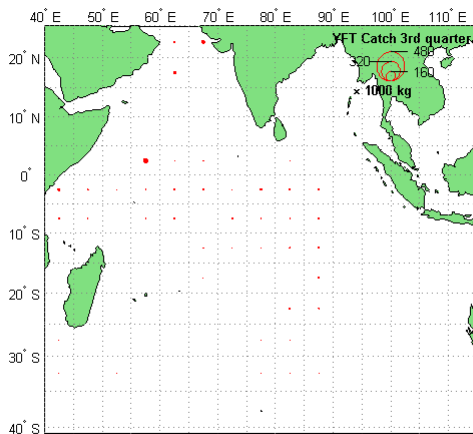 40° E 50° E 60° E 70° E 80° E 90° E 100° E 110° E
YFT Catch 3rd quarter
480
320
160
× 1000 kg
20° N
10° N
0°
10° S
20° S
30° S
40° S